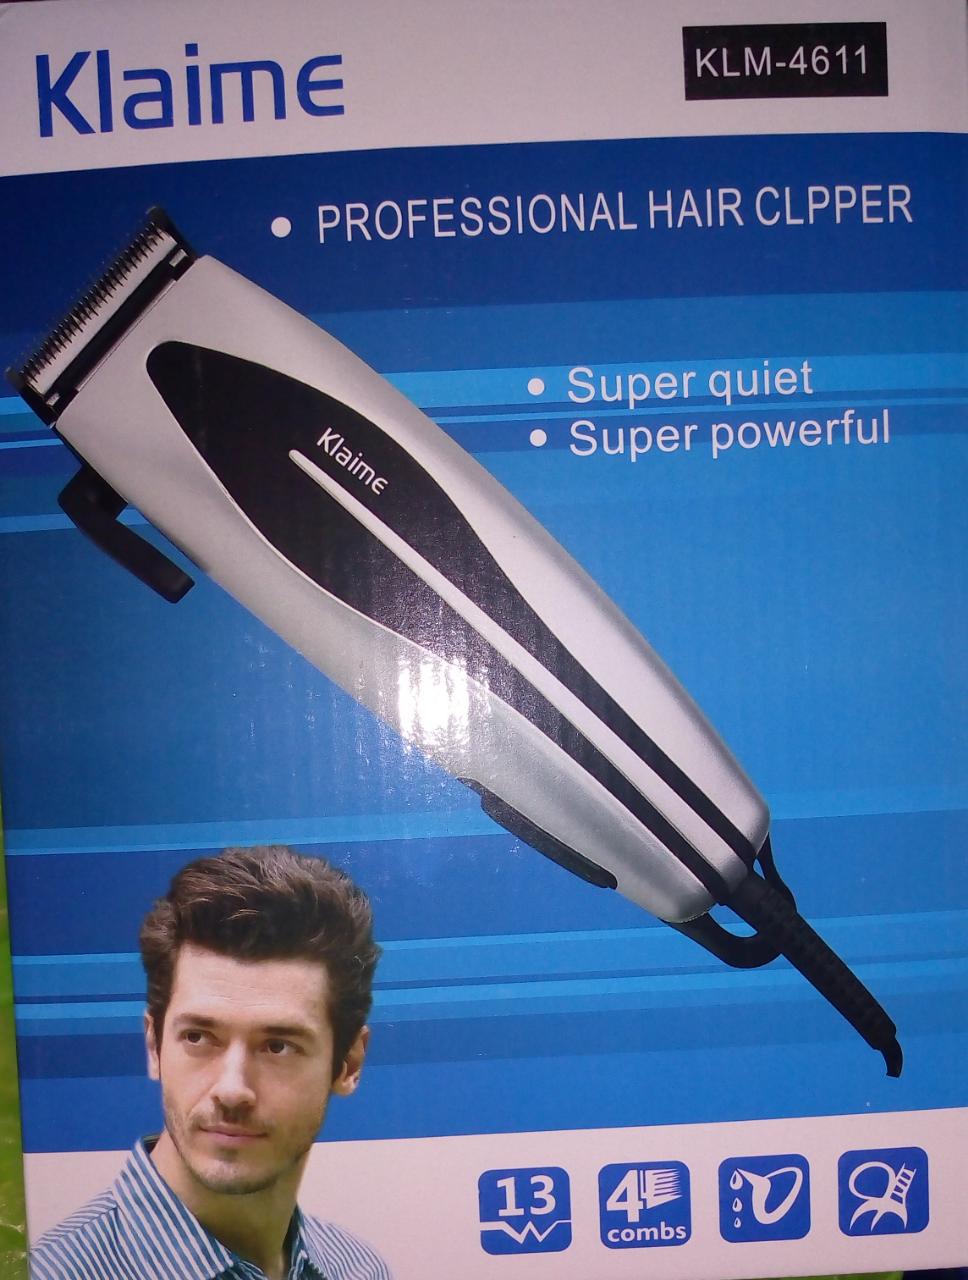 Klaime
KLM-4611
• PROFESSIONAL HAIR CLPPER
• Super quiet
• Super powerful
Klaime
13
4
combs